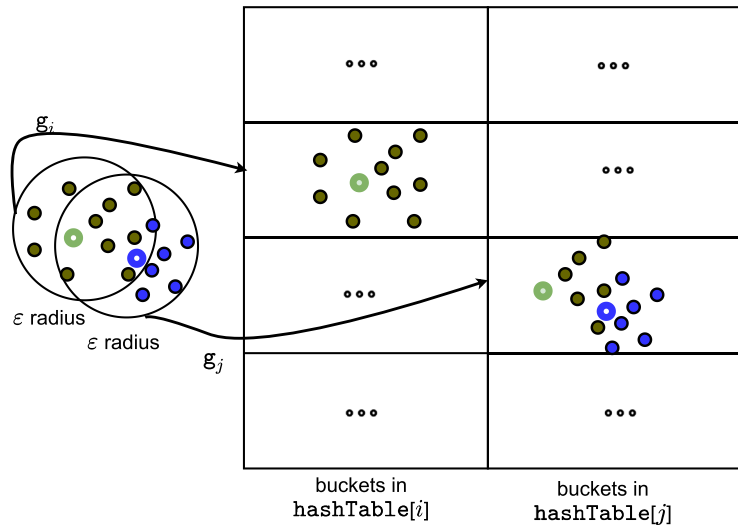 g_i
ε radius
ε radius
g_j
buckets in
hashTable[i]
buckets in
hashTable[j]